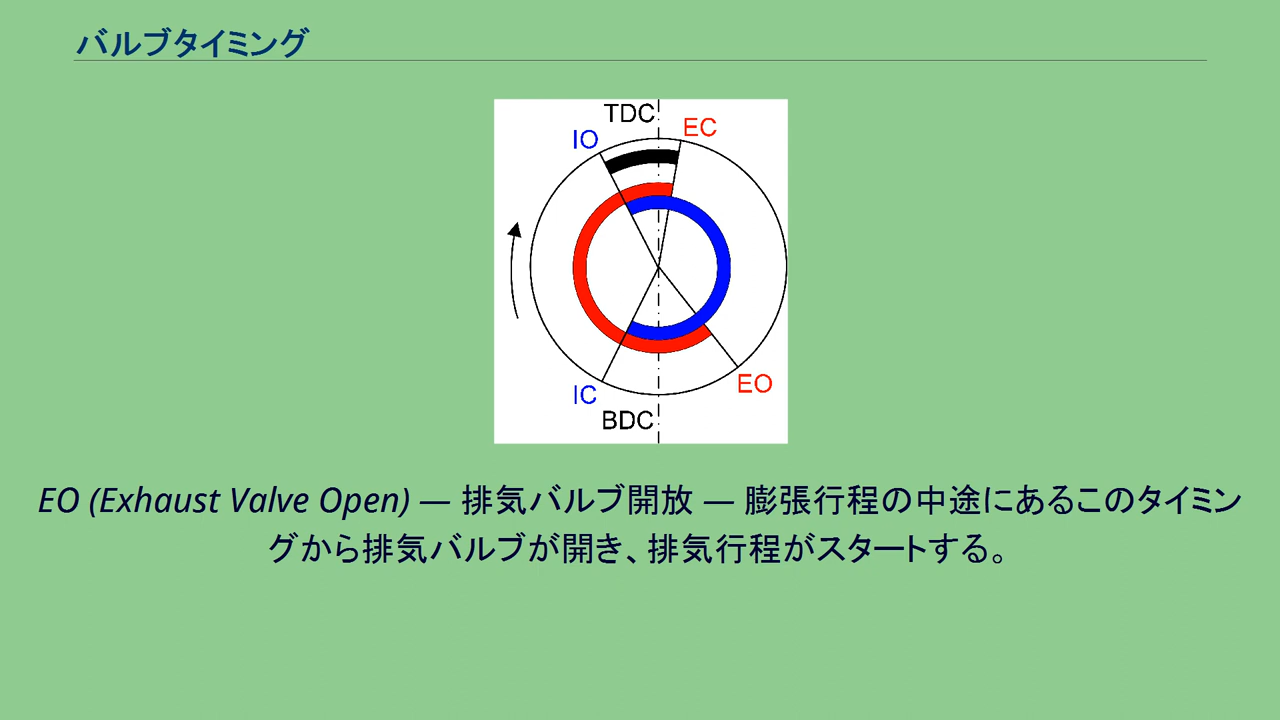 バルブタイミング
TDC
EC
IO
IC
EO
BDC
EO (Exhaust Valve Open) — 排気バルブ開放 — 膨張行程の中途にあるこのタイミン
グから排気バルブが開き、排気行程がスタートする。